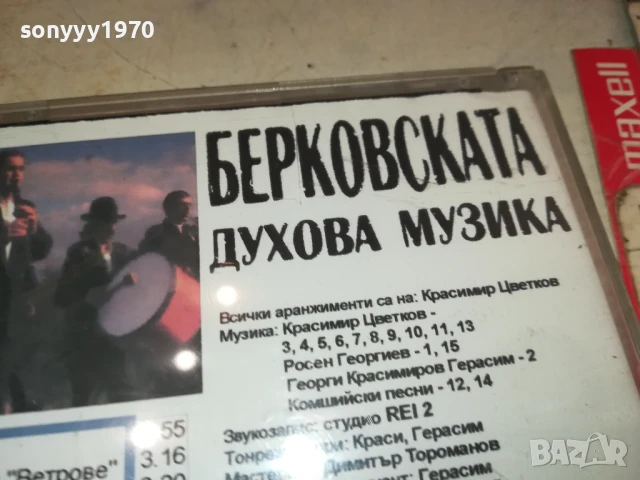 sonyyy1970
maxell
БЕРКОВСКАТА
ДУХОВА МУЗИКА
Всички аранжименти са на: Красимир Цветков
Музика: Красимир Цветков -
3, 4, 5, 6, 7, 8, 9, 10, 11, 13
Росен Георгиев - 1, 15
Георги Красимиров Герасим - 2
Комшийски песни - 12, 14
Звукозапис: студио REI 2
Краси, Герасим
Димитър Тороманов
Герасим
55
"Ветрове" 3.16
BAZAR
bg